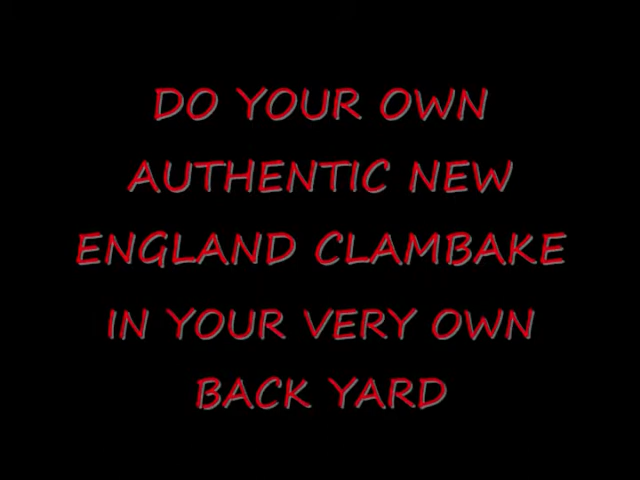 DO YOUR OWN
AUTHENTIC NEW
ENGLAND CLAMBAKE
IN YOUR VERY OWN
BACK YARD